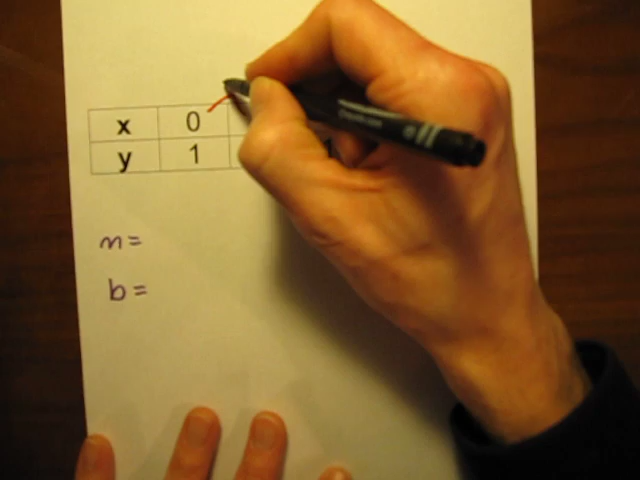 x 0
y 1
m =
b =